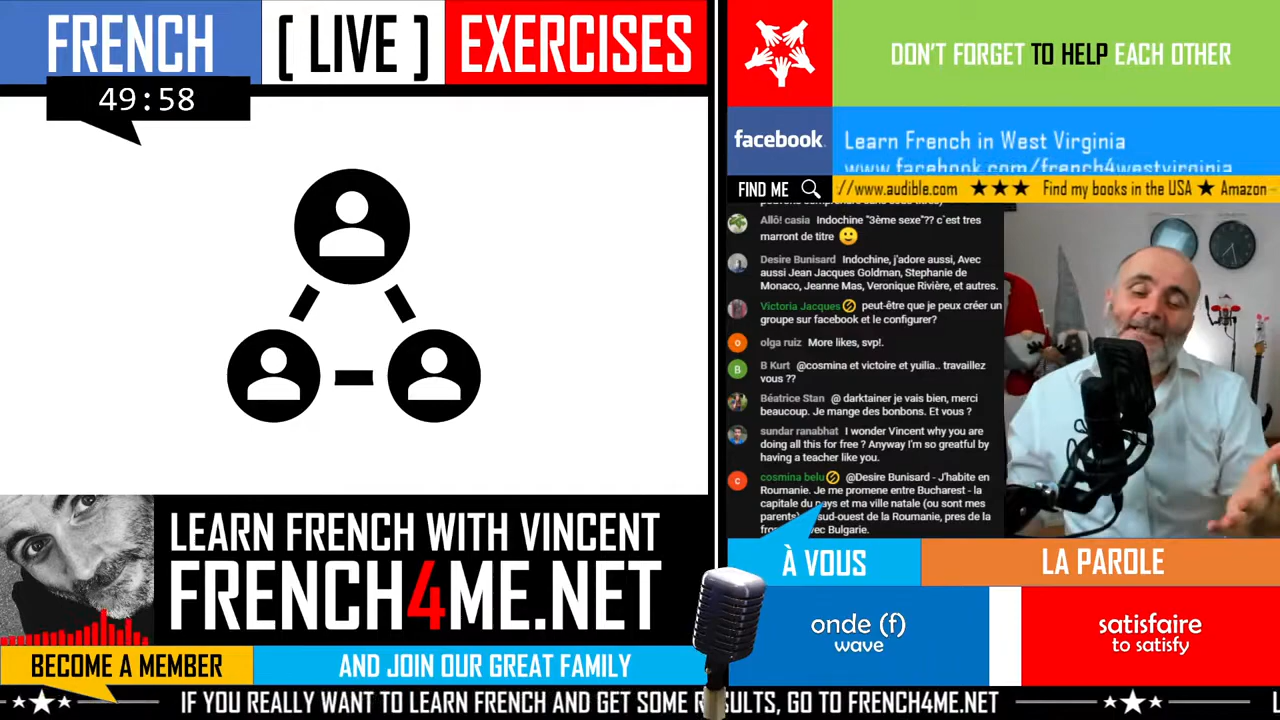 FRENCH [ LIVE ] EXERCISES
49:58
DON'T FORGET TO HELP EACH OTHER
facebook.
Learn French in West Virginia
www.facebook.com/french4westvirginia
FIND ME
://www.audible.com ★★★ Find my books in the USA ★ Amazon
Allô! casia Indochine "3ème sexe"?? c`est tres
marront de titre
Desire Bunisard Indochine, j'adore aussi, Avec
aussi Jean Jacques Goldman, Stephanie de
Monaco, Jeanne Mas, Veronique Rivière, et autres.
Victoria Jacques peut-être que je peux créer un
groupe sur facebook et le configurer?
olga ruiz More likes, svp!.
B Kurt @cosmina et victoire et yuilia.. travaillez
vous ??
Béatrice Stan @ darktainer je vais bien, merci
beaucoup. Je mange des bonbons. Et vous ?
sundar ranabhat I wonder Vincent why you are
doing all this for free ? Anyway I'm so greatful by
having a teacher like you.
cosmina belu @Desire Bunisard - J'habite en
Roumanie. Je me promene entre Bucharest - la
capitale du pays et ma ville natale (ou sont mes
parents) sud-ouest de la Roumanie, pres de la
avec Bulgarie.
LEARN FRENCH WITH VINCENT
FRENCH4ME.NET
BECOME A MEMBER
AND JOIN OUR GREAT FAMILY
À VOUS
LA PAROLE
onde (f)
wave
satisfaire
to satisfy
IF YOU REALLY WANT TO LEARN FRENCH AND GET SOME RESULTS, GO TO FRENCH4ME.NET